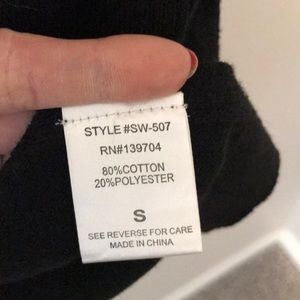 STYLE #SW-507
RN#139704
80%COTTON
20%POLYESTER
S
SEE REVERSE FOR CARE
MADE IN CHINA